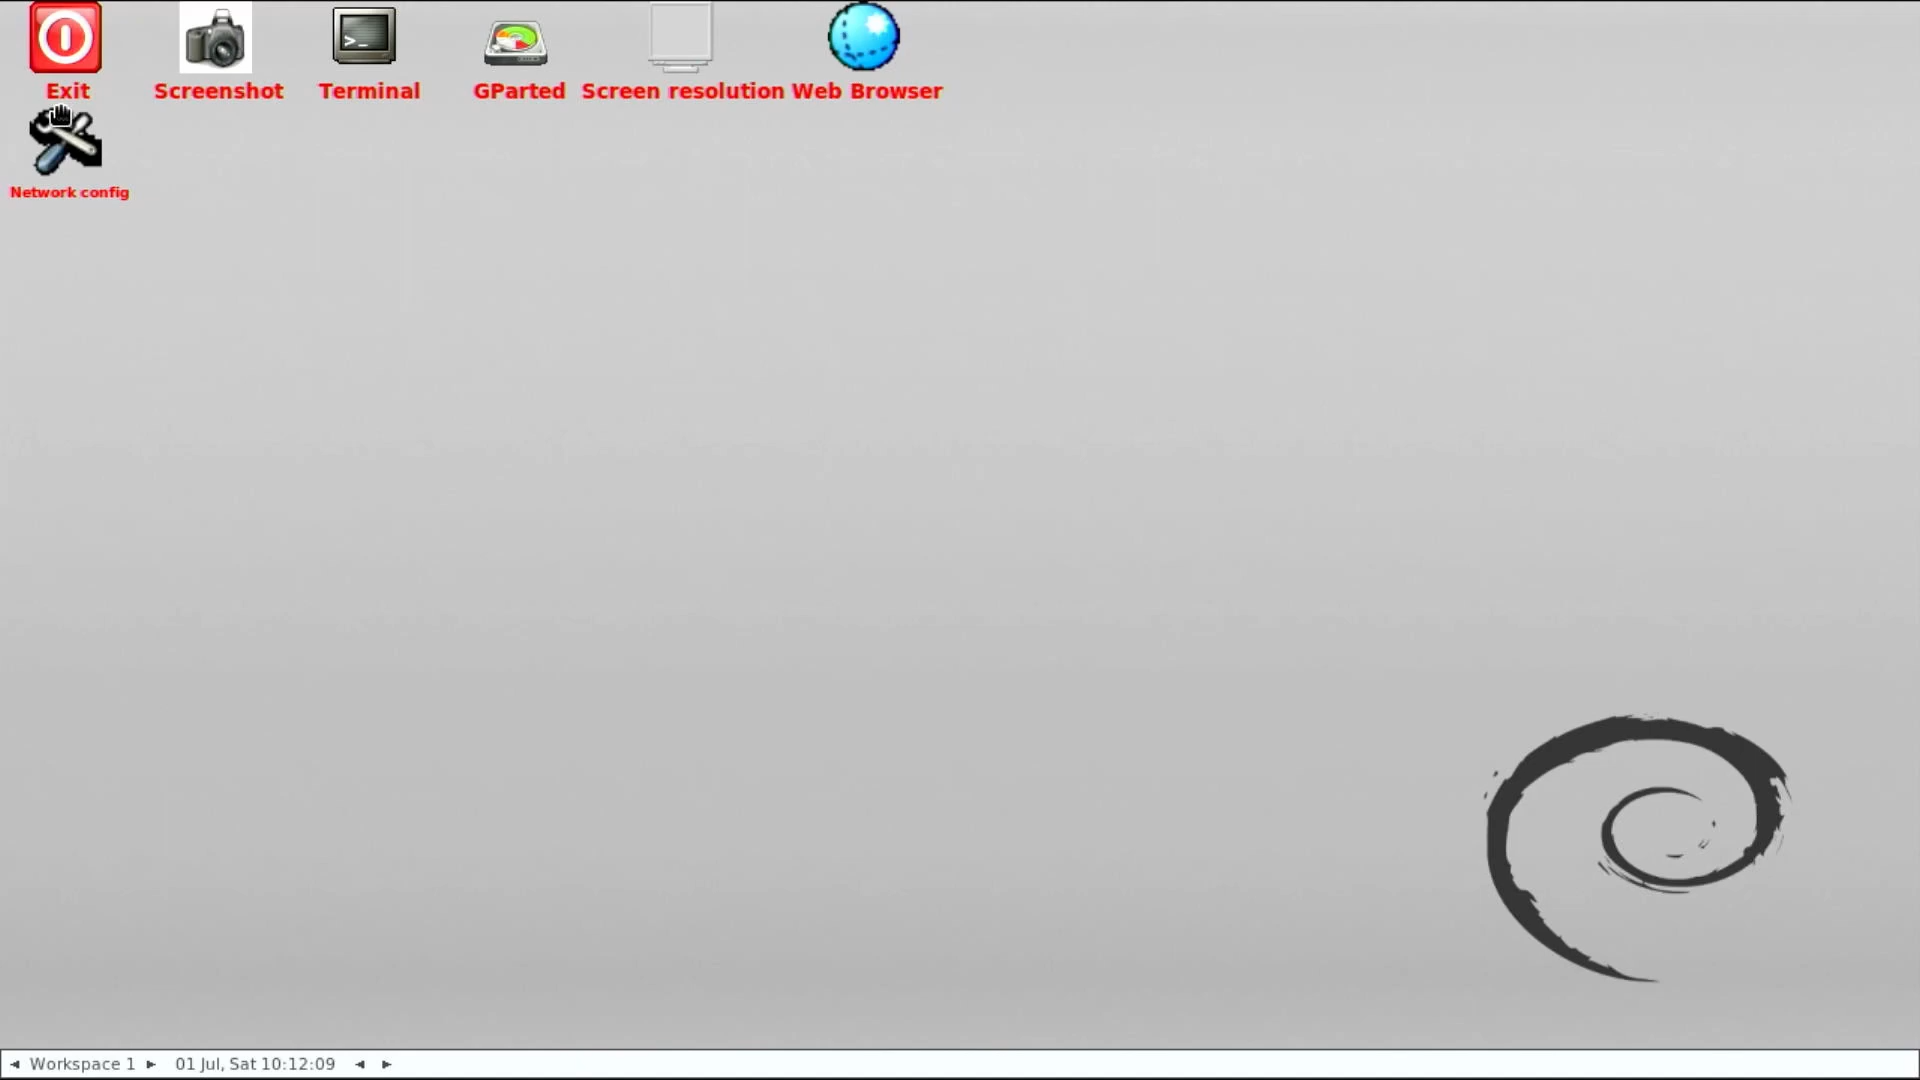 Exit Screenshot Terminal GParted Screen resolution Web Browser
>_
Network config
Workspace 1 01 Jul, Sat 10:12:09